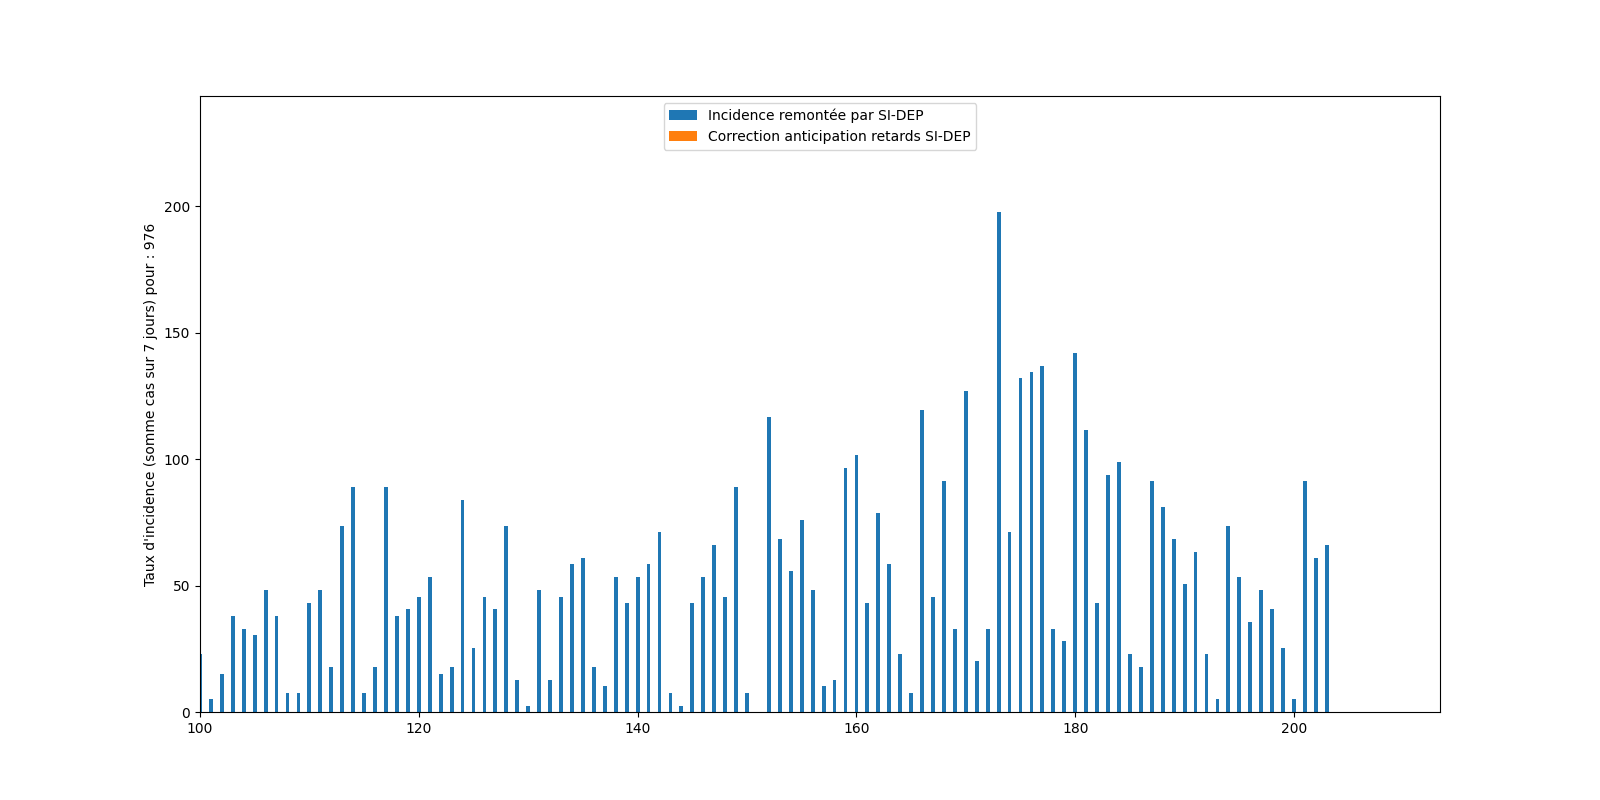 Incidence remontée par SI-DEP
Correction anticipation retards SI-DEP
Taux d'incidence (somme cas sur 7 jours) pour : 976
200
150
100
50
0
100 120 140 160 180 200